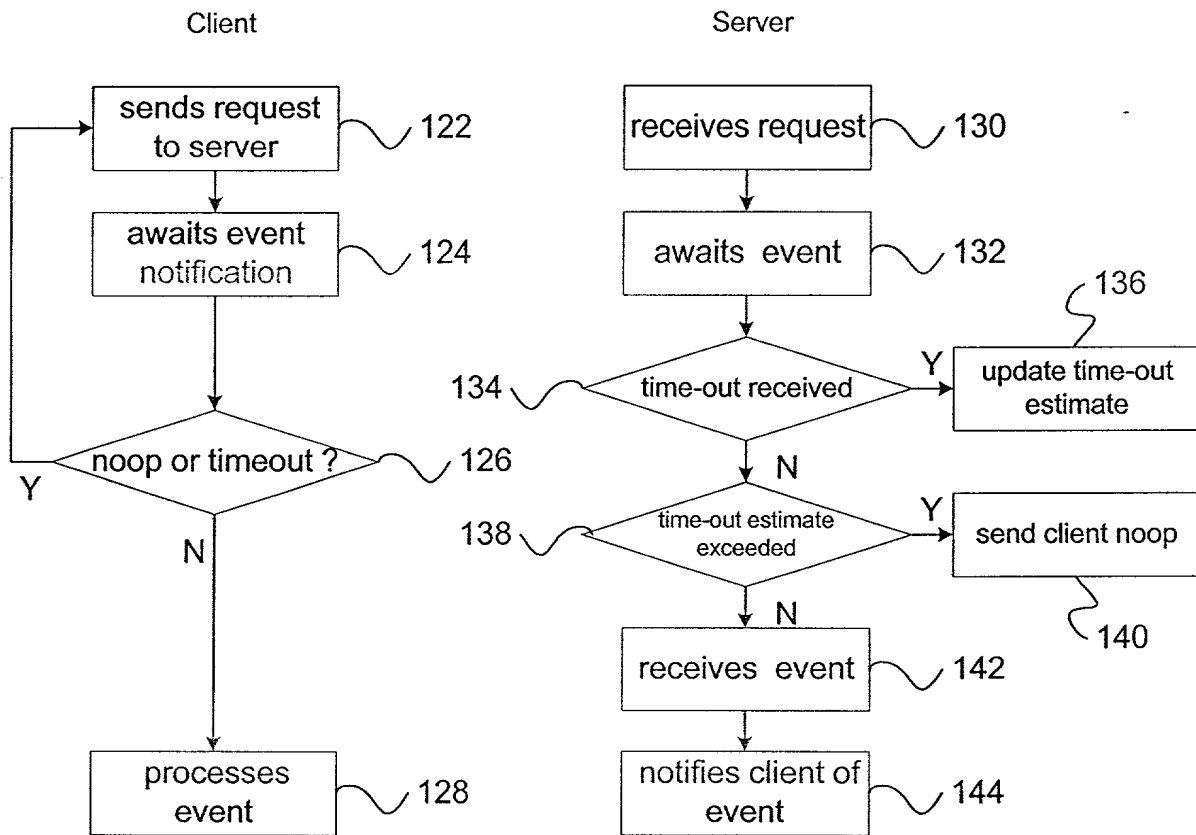 Client
Server
sends request
to server
122
receives request
130
awaits event
notification
124
awaits event
132
136
134
time-out received
Y
update time-out
estimate
noop or timeout ?
126
Y
N
138
time-out estimate
exceeded
Y
send client noop
N
N
140
receives event
142
processes
event
128
notifies client of
event
144